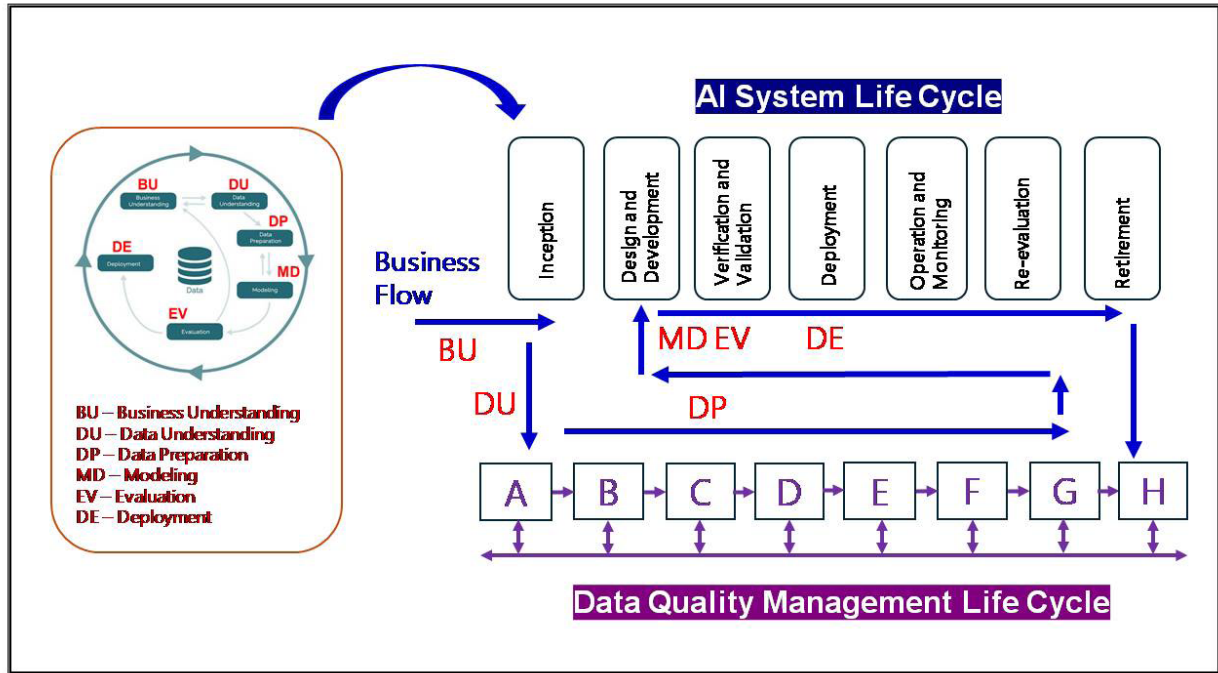 AI System Life Cycle
BU
Business
Understanding
DU
Data
Understanding
DP
Data
Preparation
MD
Modeling
EV
Evaluation
DE
Deployment
Data
BU – Business Understanding
DU – Data Understanding
DP – Data Preparation
MD – Modeling
EV – Evaluation
DE – Deployment
Inception
Design and
Development
Verification and
Validation
Deployment
Operation and
Monitoring
Re-evaluation
Retirement
Business
Flow
BU
MD EV
DE
DU
DP
A
B
C
D
E
F
G
H
Data Quality Management Life Cycle